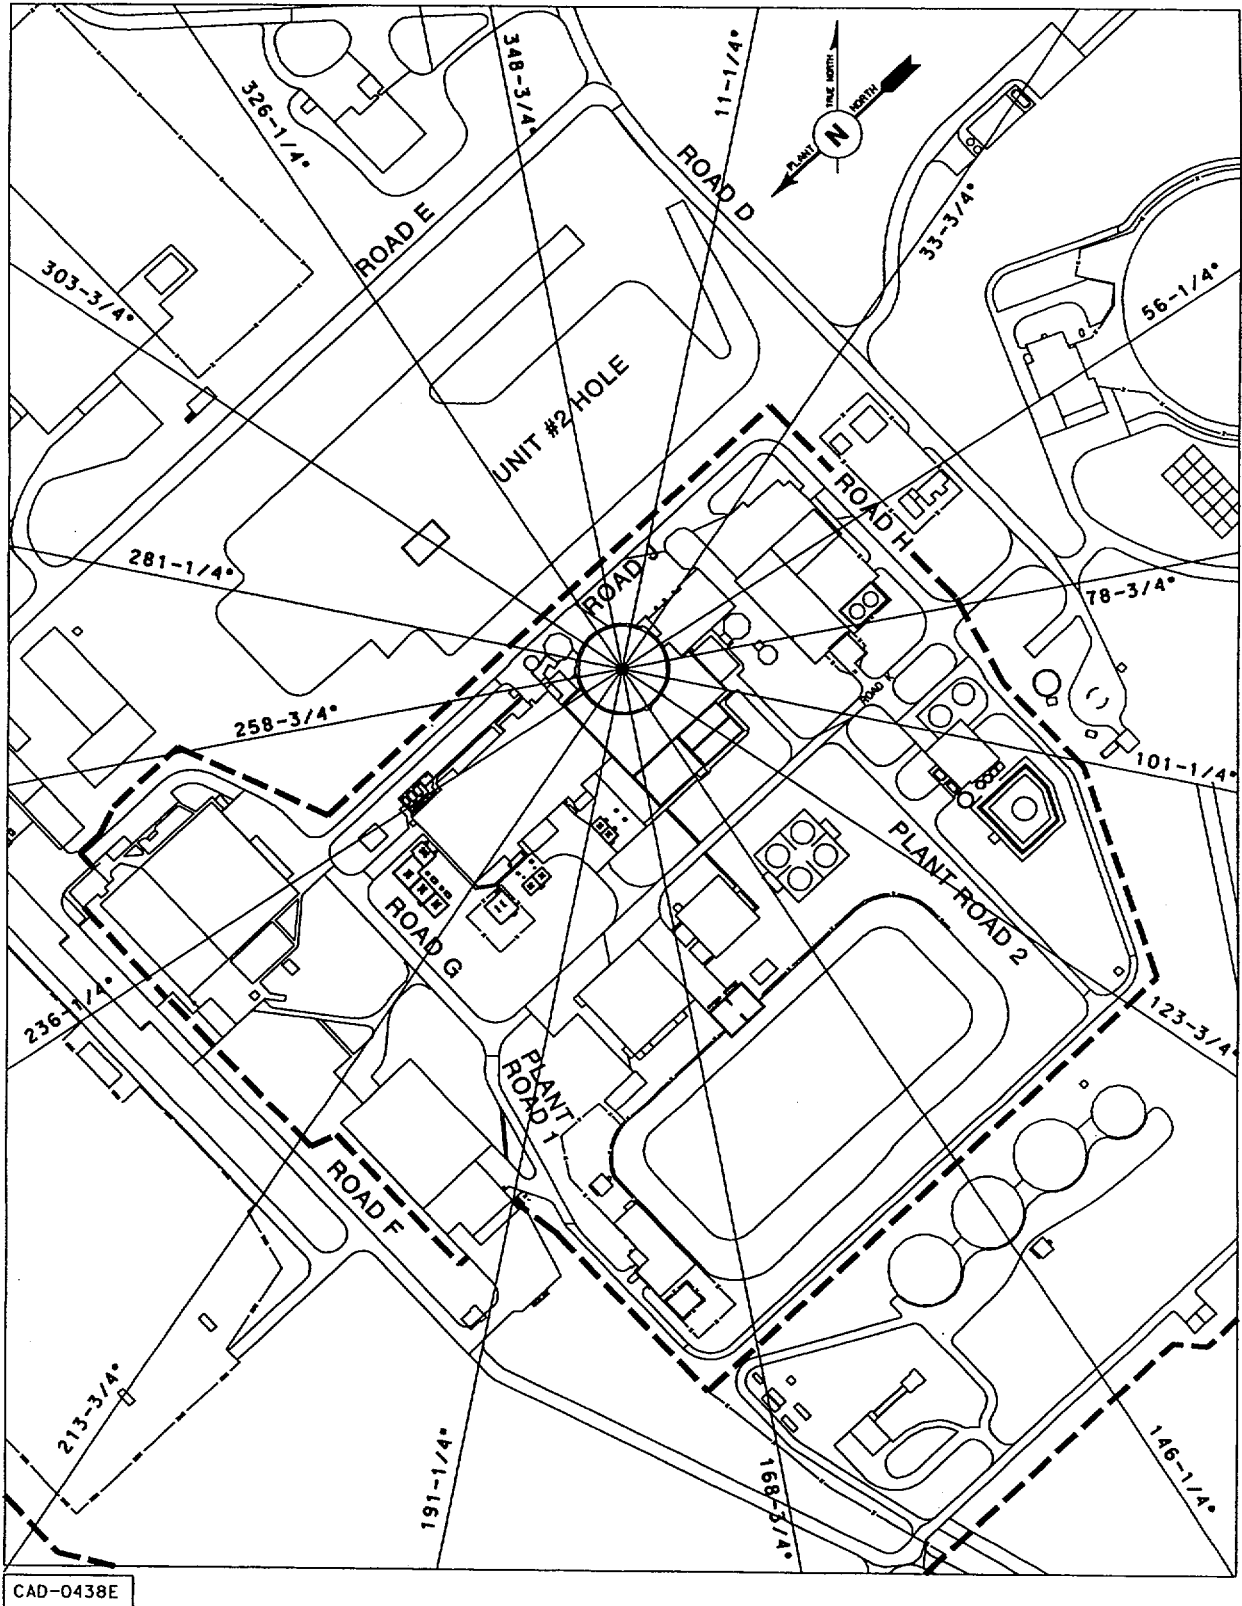 348-3/4°
11-1/4°
326-1/4°
TRUE NORTH
PLANT NORTH
N
ROAD D
ROAD E
33-3/4°
303-3/4°
56-1/4°
UNIT #2 HOLE
ROAD H
281-1/4°
ROAD J
78-3/4°
ROAD K
258-3/4°
101-1/4°
PLANT ROAD 2
ROAD G
236-1/4°
123-3/4°
PLANT
ROAD 1
ROAD F
213-3/4°
191-1/4°
168-3/4°
146-1/4°
CAD-0438E